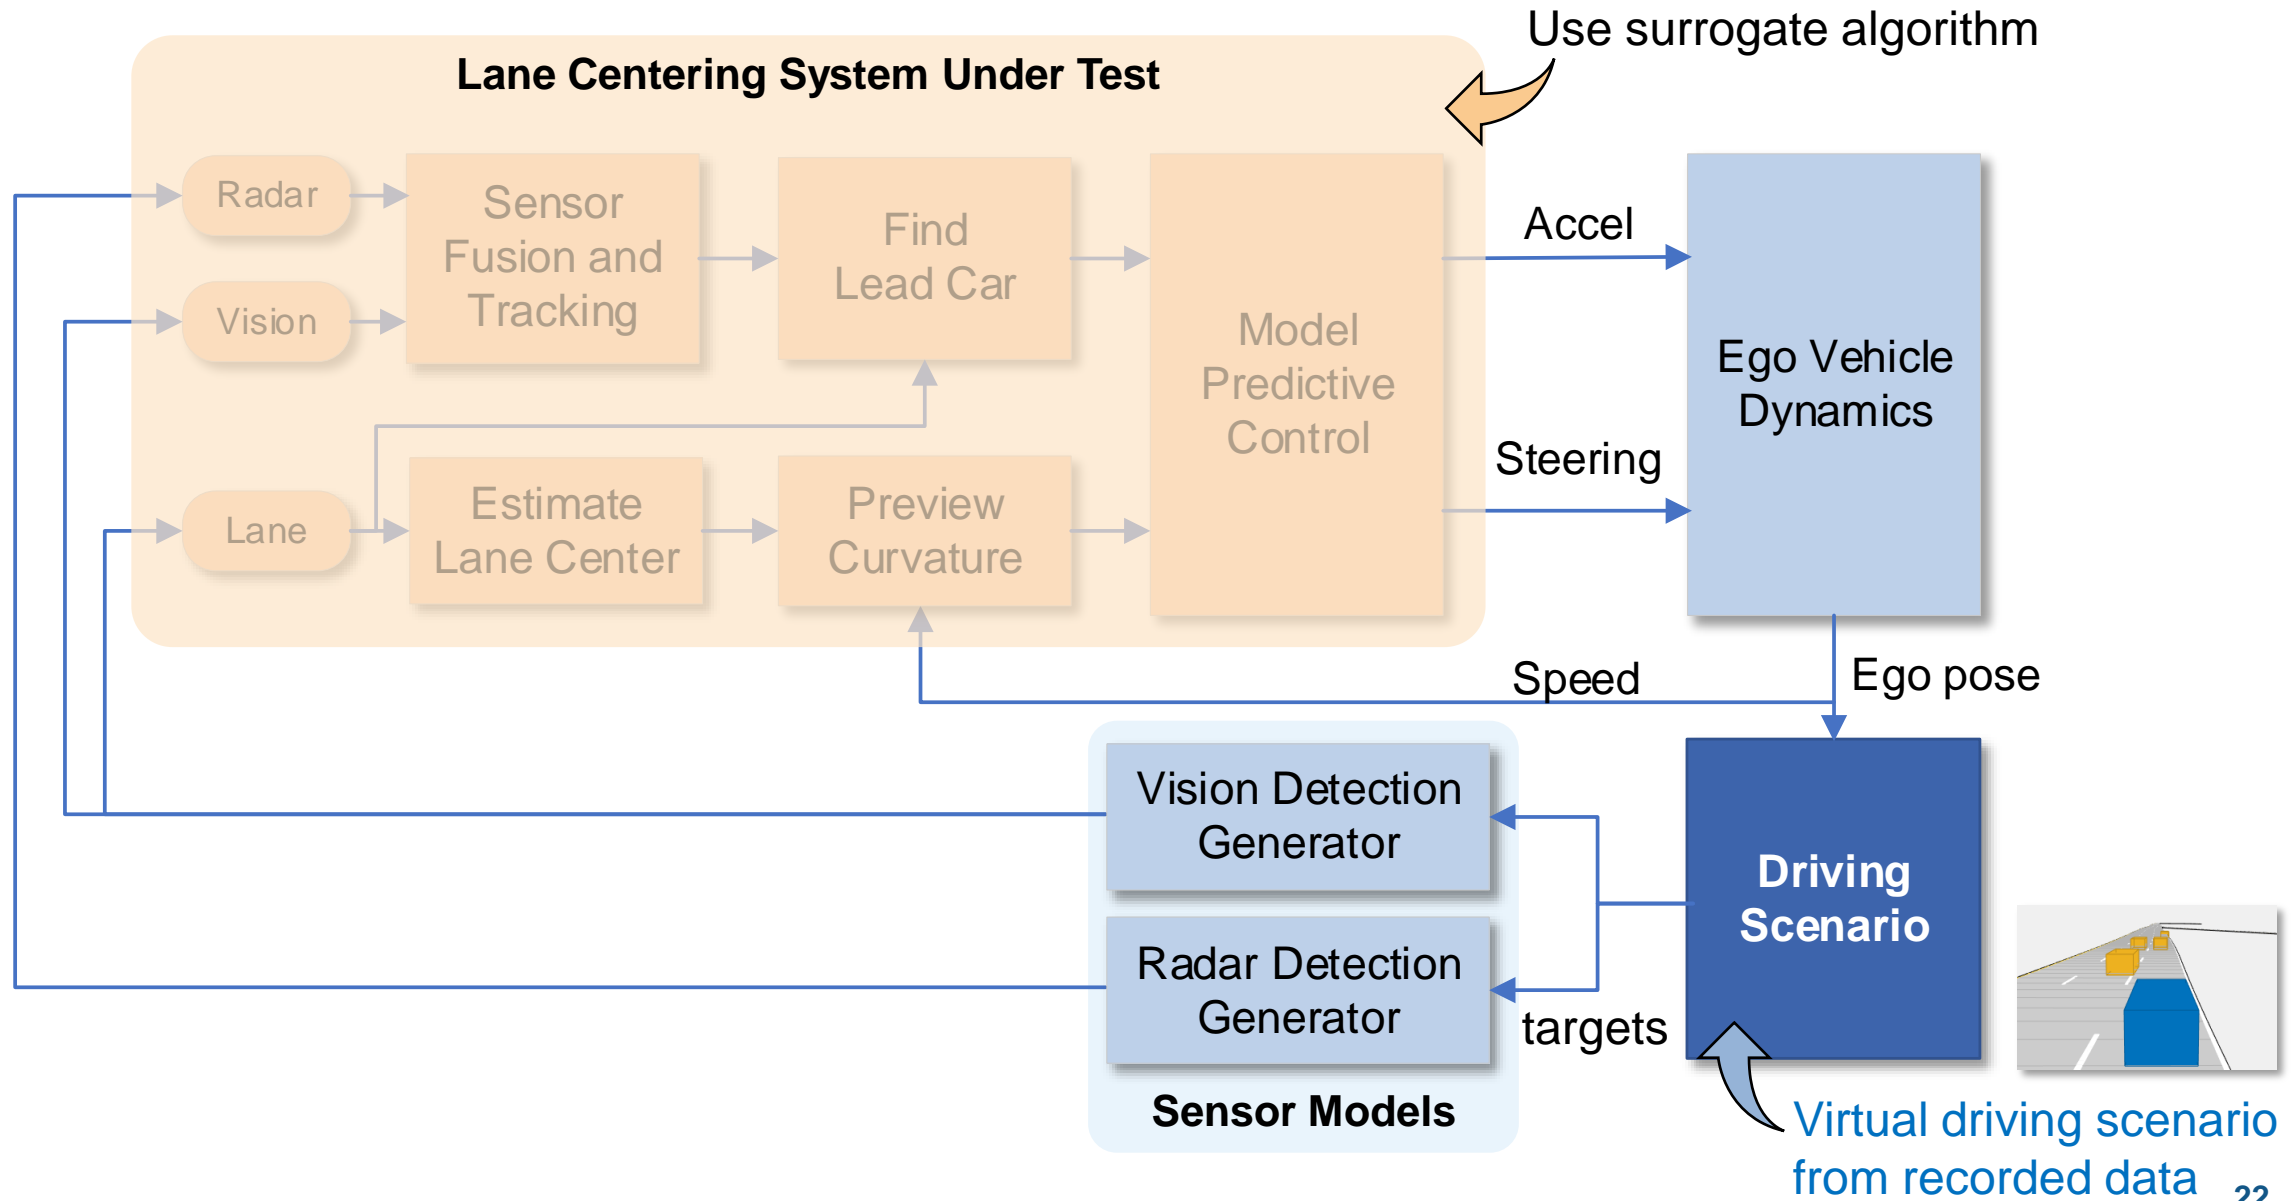 Use surrogate algorithm
Lane Centering System Under Test
Radar
Vision
Lane
Sensor
Fusion and
Tracking
Find
Lead Car
Estimate
Lane Center
Preview
Curvature
Model
Predictive
Control
Accel
Steering
Ego Vehicle
Dynamics
Speed
Ego pose
Vision Detection
Generator
Radar Detection
Generator
Sensor Models
targets
Driving
Scenario
Virtual driving scenario
from recorded data
22